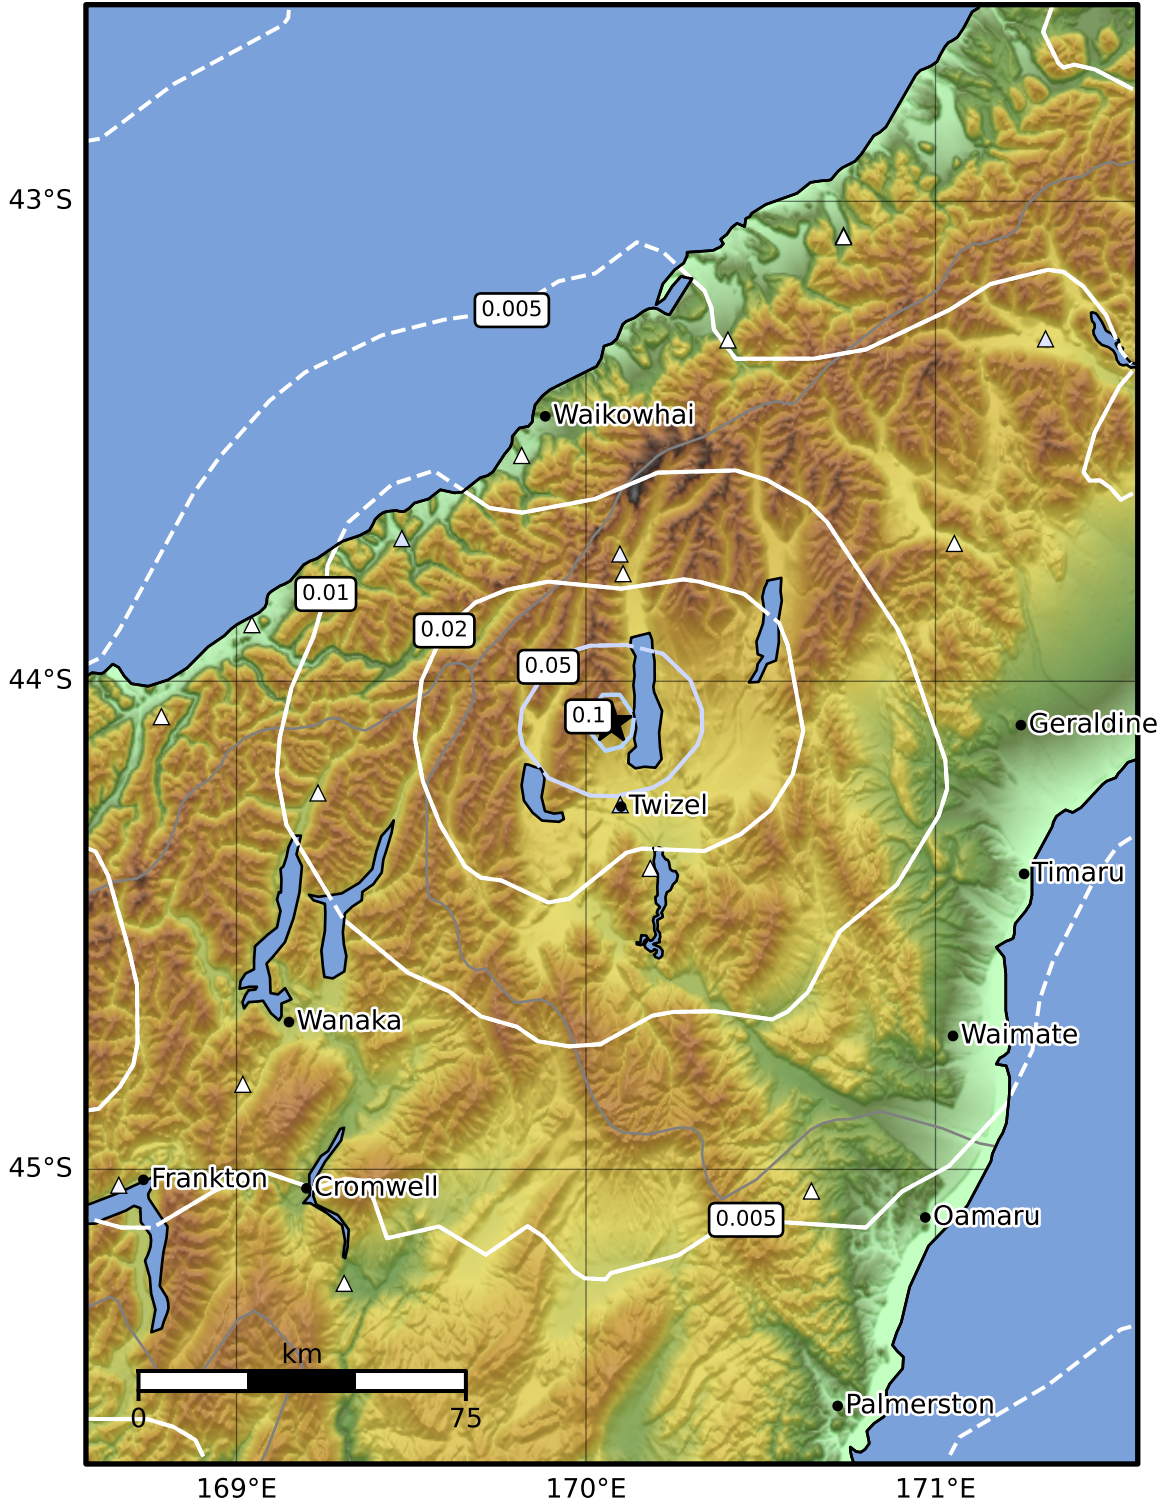 43°S
0.005
Waikowhai
0.01
0.02
44°S
0.05
0.1
Geraldine
Twizel
Timaru
Wanaka
Waimate
45°S
Frankton
Cromwell
0.005
Oamaru
km
0
75
Palmerston
169°E
170°E
171°E